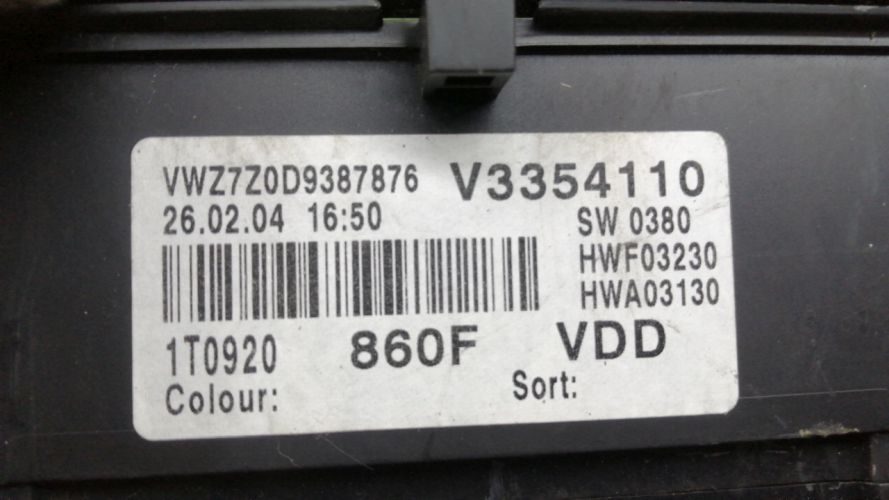 VWZ7Z0D9387876 V3354110
26.02.04 16:50 SW 0380
HWF03230
HWA03130
1T0920 860F VDD
Colour: Sort: